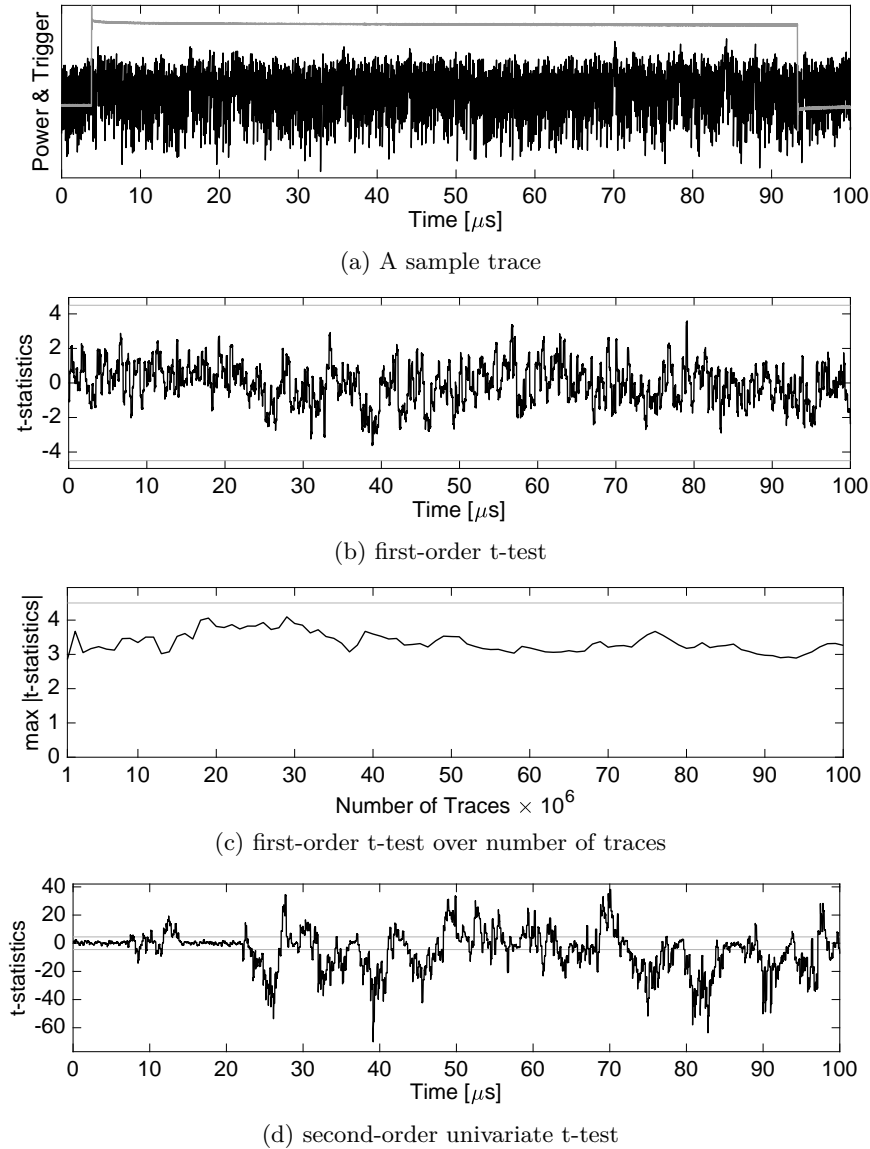 Power & Trigger
0 10 20 30 40 50 60 70 80 90 100
Time [μs]
(a) A sample trace
t-statistics
4
2
0
-2
-4
0 10 20 30 40 50 60 70 80 90 100
Time [μs]
(b) first-order t-test
max |t-statistics|
4
3
2
1
0
1 10 20 30 40 50 60 70 80 90 100
Number of Traces × 10^6
(c) first-order t-test over number of traces
t-statistics
40
20
0
-20
-40
-60
0 10 20 30 40 50 60 70 80 90 100
Time [μs]
(d) second-order univariate t-test